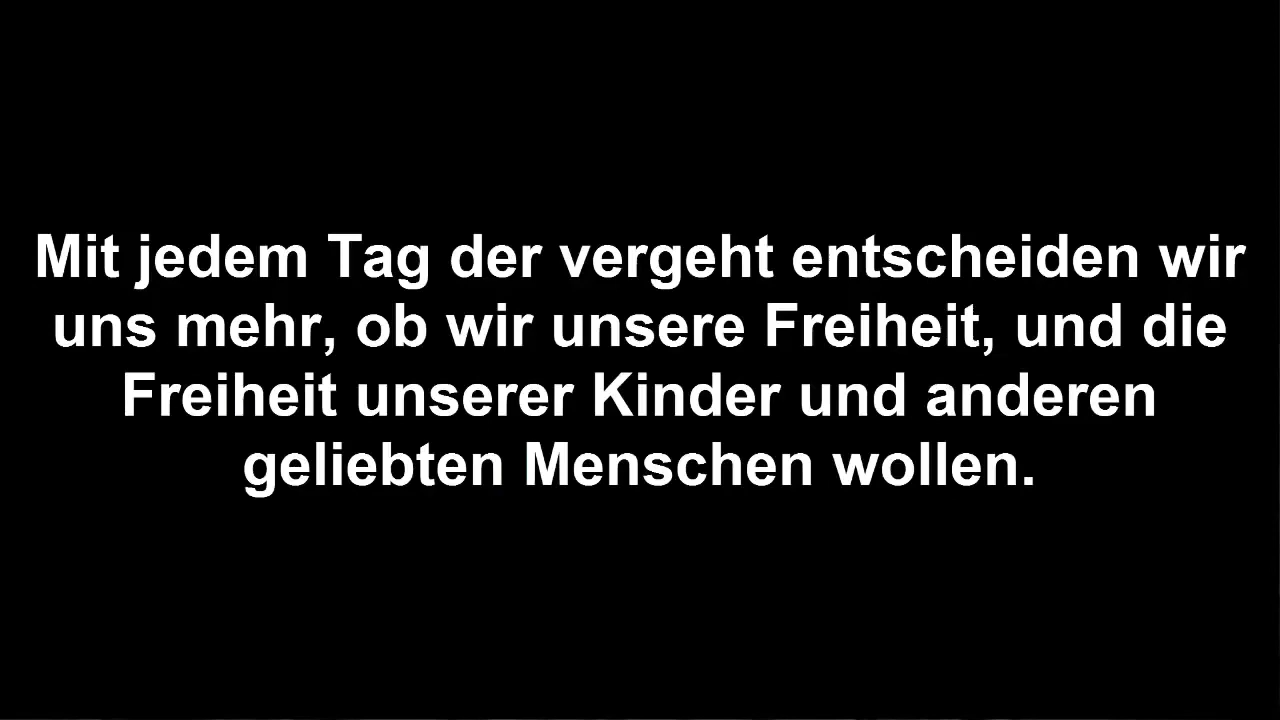 Mit jedem Tag der vergeht entscheiden wir
uns mehr, ob wir unsere Freiheit, und die
Freiheit unserer Kinder und anderen
geliebten Menschen wollen.